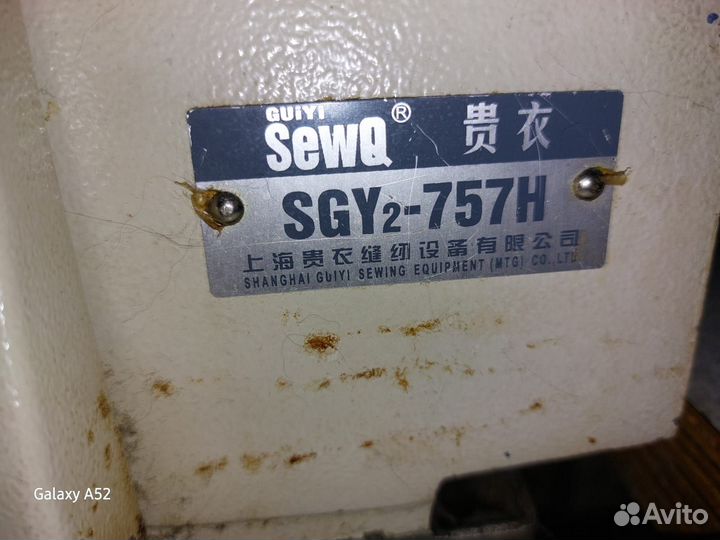 GUIYI
sewQ® 贵衣
SGY2-757H
上海贵衣缝纫设备有限公司
SHANGHAI GUIYI SEWING EQUIPMENT (MTG) CO., LTD
Galaxy A52
Avito